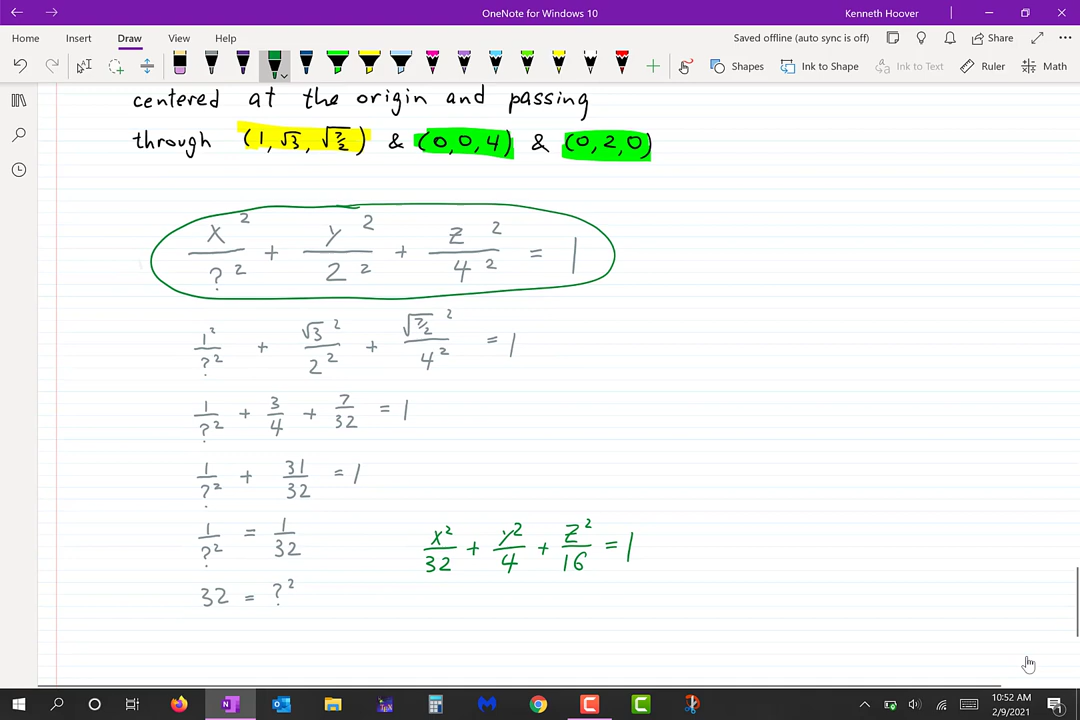 OneNote for Windows 10
Kenneth Hoover
Home Insert Draw View Help
Saved offline (auto sync is off) Share
Shapes Ink to Shape Ink to Text Ruler Math
centered at the origin and passing
through (1, √3, √7/2) & (0, 0, 4) & (0, 2, 0)
x²/?² + y²/2² + z²/4² = 1
1²/?² + √3²/2² + √7/2²/4² = 1
1/?² + 3/4 + 7/32 = 1
1/?² + 31/32 = 1
1/?² = 1/32
x²/32 + y²/4 + z²/16 = 1
32 = ?²
10:52 AM
2/9/2021
1